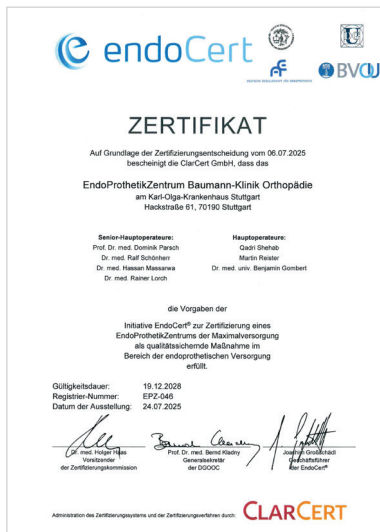 endoCert
DEUTSCHE GESELLSCHAFT FÜR ENDOPROTHETIK
BVOU
ZERTIFIKAT
Auf Grundlage der Zertifizierungsentscheidung vom 06.07.2025
bescheinigt die ClarCert GmbH, dass das
EndoProthetikZentrum Baumann-Klinik Orthopädie
am Karl-Olga-Krankenhaus Stuttgart
Hackstraße 61, 70190 Stuttgart
Senior-Hauptoperateure:
Prof. Dr. med. Dominik Parsch
Dr. med. Ralf Schönherr
Dr. med. Hassan Massarwa
Dr. med. Rainer Lorch
Hauptoperateure:
Qadri Shehab
Martin Reister
Dr. med. univ. Benjamin Gombert
die Vorgaben der
Initiative EndoCert® zur Zertifizierung eines
EndoProthetikZentrums der Maximalversorgung
als qualitätssichernde Maßnahme im
Bereich der endoprothetischen Versorgung
erfüllt.
Gültigkeitsdauer: 19.12.2028
Registrier-Nummer: EPZ-046
Datum der Ausstellung: 24.07.2025
Dr. med. Holger Haas
Vorsitzender
der Zertifizierungskommission
Prof. Dr. med. Bernd Kladny
Generalsekretär
der DGOOC
Joachim Großschädl
Geschäftsführer
der EndoCert®
Administration des Zertifizierungssystems und der Zertifizierungsverfahren durch: CLARCERT